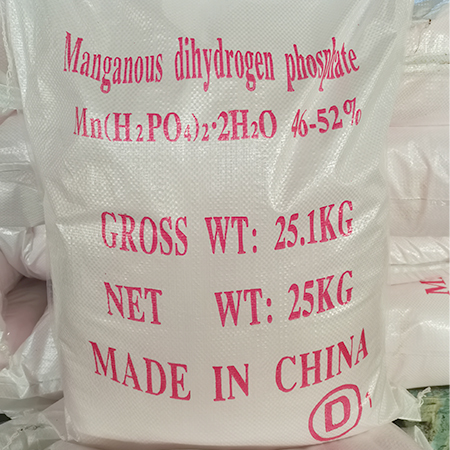 Manganous dihydrogen phosphate
Mn(H₂PO₄)₂·2H₂O 46-52%
GROSS WT: 25.1KG
NET WT: 25KG
MADE IN CHINA
D 1
M